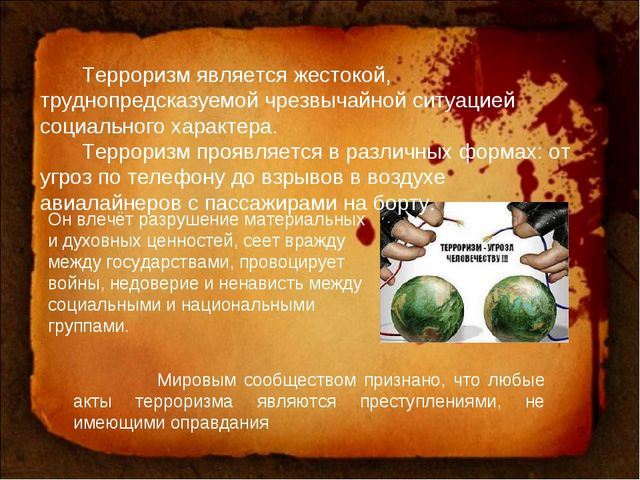 Терроризм является жестокой,
труднопредсказуемой чрезвычайной ситуацией
социального характера.
Терроризм проявляется в различных формах: от
угроз по телефону до взрывов в воздухе
авиалайнеров с пассажирами на борту.
Он влечёт разрушение материальных
и духовных ценностей, сеет вражду
между государствами, провоцирует
войны, недоверие и ненависть между
социальными и национальными
группами.
ТЕРРОРИЗМ - УГРОЗА
ЧЕЛОВЕЧЕСТВУ !!!
Мировым сообществом признано, что любые
акты терроризма являются преступлениями, не
имеющими оправдания